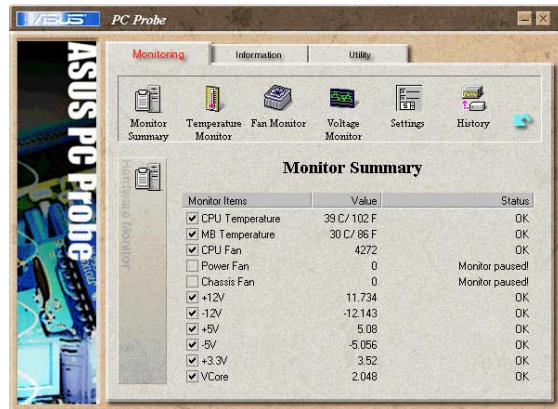 ASUS PC Probe
Monitoring Information Utility
Monitor Summary
Temperature Monitor
Fan Monitor
Voltage Monitor
Settings
History
ASUS PC Probe
Hardware Monitor
Monitor Summary
Monitor Items Value Status
CPU Temperature 39 C/ 102 F OK
MB Temperature 30 C/ 86 F OK
CPU Fan 4272 OK
Power Fan 0 Monitor paused!
Chassis Fan 0 Monitor paused!
+12V 11.734 OK
-12V -12.143 OK
+5V 5.08 OK
-5V -5.056 OK
+3.3V 3.52 OK
VCore 2.048 OK